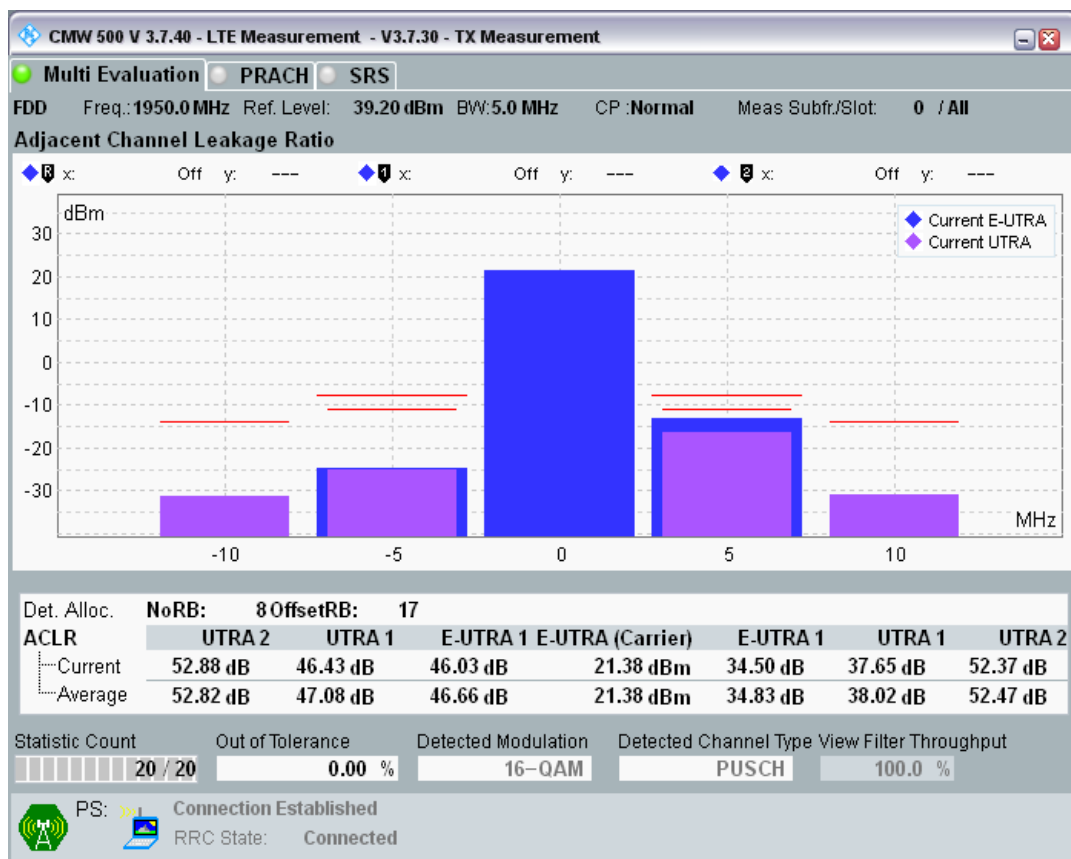 CMW 500 V 3.7.40 - LTE Measurement - V3.7.30 - TX Measurement
Multi Evaluation PRACH SRS
FDD Freq.: 1950.0 MHz Ref. Level: 39.20 dBm BW: 5.0 MHz CP : Normal Meas Subfr./Slot: 0 / All
Adjacent Channel Leakage Ratio
R x: Off y: --- 1 x: Off y: --- 2 x: Off y: ---
dBm
Current E-UTRA
Current UTRA
30
20
10
0
-10
-20
-30
MHz
-10 -5 0 5 10
Det. Alloc. NoRB: 8 OffsetRB: 17
ACLR UTRA 2 UTRA 1 E-UTRA 1 E-UTRA (Carrier) E-UTRA 1 UTRA 1 UTRA 2
Current 52.88 dB 46.43 dB 46.03 dB 21.38 dBm 34.50 dB 37.65 dB 52.37 dB
Average 52.82 dB 47.08 dB 46.66 dB 21.38 dBm 34.83 dB 38.02 dB 52.47 dB
Statistic Count Out of Tolerance Detected Modulation Detected Channel Type View Filter Throughput
20 / 20 0.00 % 16-QAM PUSCH 100.0 %
PS: Connection Established
RRC State: Connected